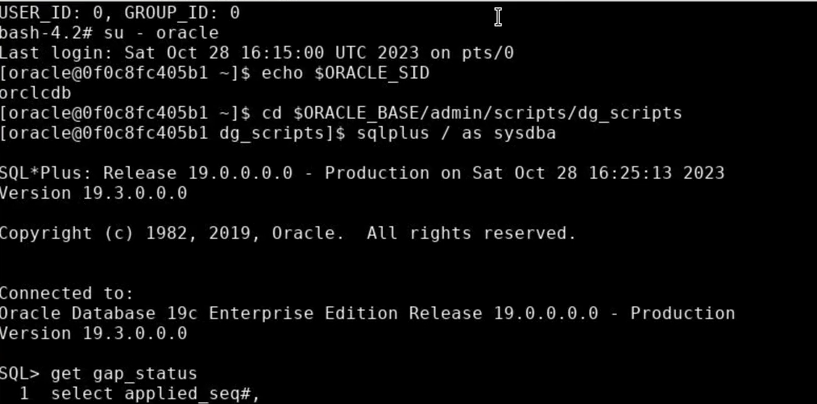 USER_ID: 0, GROUP_ID: 0
bash-4.2# su - oracle
Last login: Sat Oct 28 16:15:00 UTC 2023 on pts/0
[oracle@0f0c8fc405b1 ~]$ echo $ORACLE_SID
orclcdb
[oracle@0f0c8fc405b1 ~]$ cd $ORACLE_BASE/admin/scripts/dg_scripts
[oracle@0f0c8fc405b1 dg_scripts]$ sqlplus / as sysdba
SQL*Plus: Release 19.0.0.0.0 - Production on Sat Oct 28 16:25:13 2023
Version 19.3.0.0.0
Copyright (c) 1982, 2019, Oracle.  All rights reserved.
Connected to:
Oracle Database 19c Enterprise Edition Release 19.0.0.0.0 - Production
Version 19.3.0.0.0
SQL> get gap_status
  1  select applied_seq#,